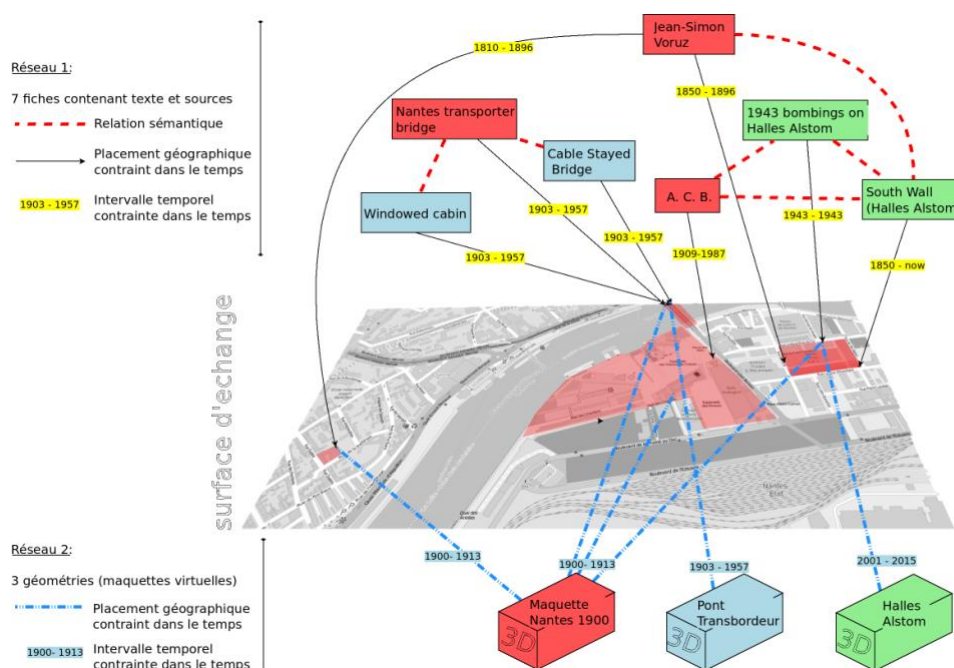 Réseau 1:
7 fiches contenant texte et sources
Relation sémantique
Placement géographique
contraint dans le temps
1903 - 1957
Intervalle temporel
contrainte dans le temps
Jean-Simon
Voruz
1810 - 1896
1850 - 1896
Nantes transporter
bridge
1943 bombings on
Halles Alstom
Cable Stayed
Bridge
Windowed cabin
A. C. B.
South Wall
(Halles Alstom
1903 - 1957
1943 - 1943
1903 - 1957
1903 - 1957
1909-1987
1850 - now
surface d'echange
Réseau 2:
3 géométries (maquettes virtuelles)
Placement géographique
contraint dans le temps
1900- 1913
Intervalle temporel
contrainte dans le temps
1900- 1913
1900- 1913
1903 - 1957
2001 - 2015
Maquette
Nantes 1900
3D
Pont
Transbordeur
3D
Halles
Alstom
3D